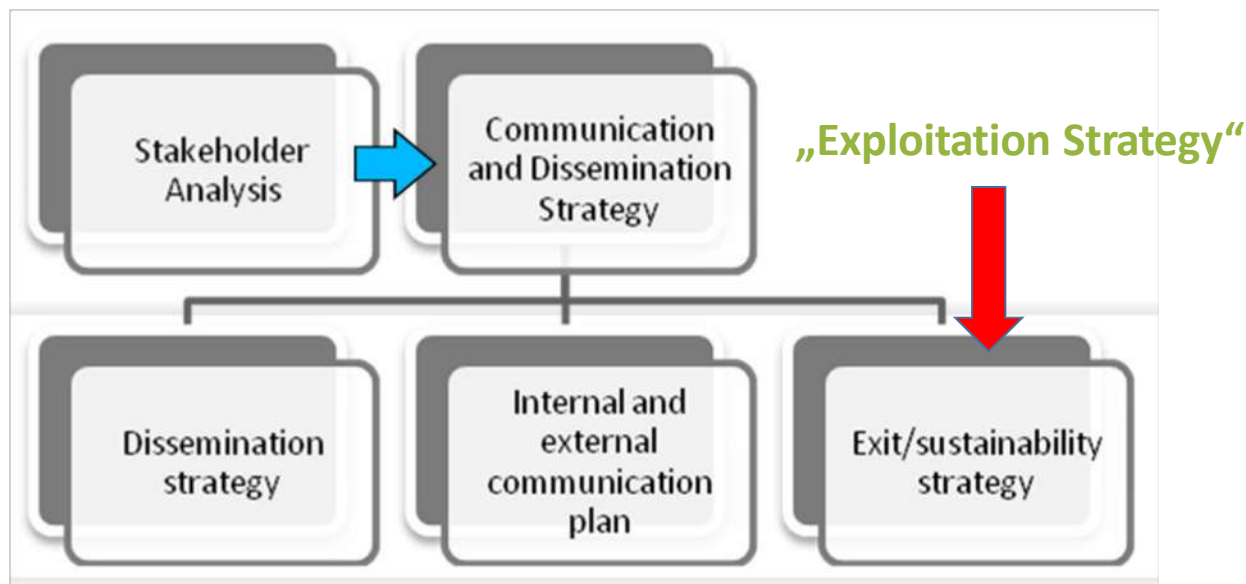 Stakeholder
Analysis
Communication
and Dissemination
Strategy
„Exploitation Strategy“
Dissemination
strategy
Internal and
external
communication
plan
Exit/sustainability
strategy